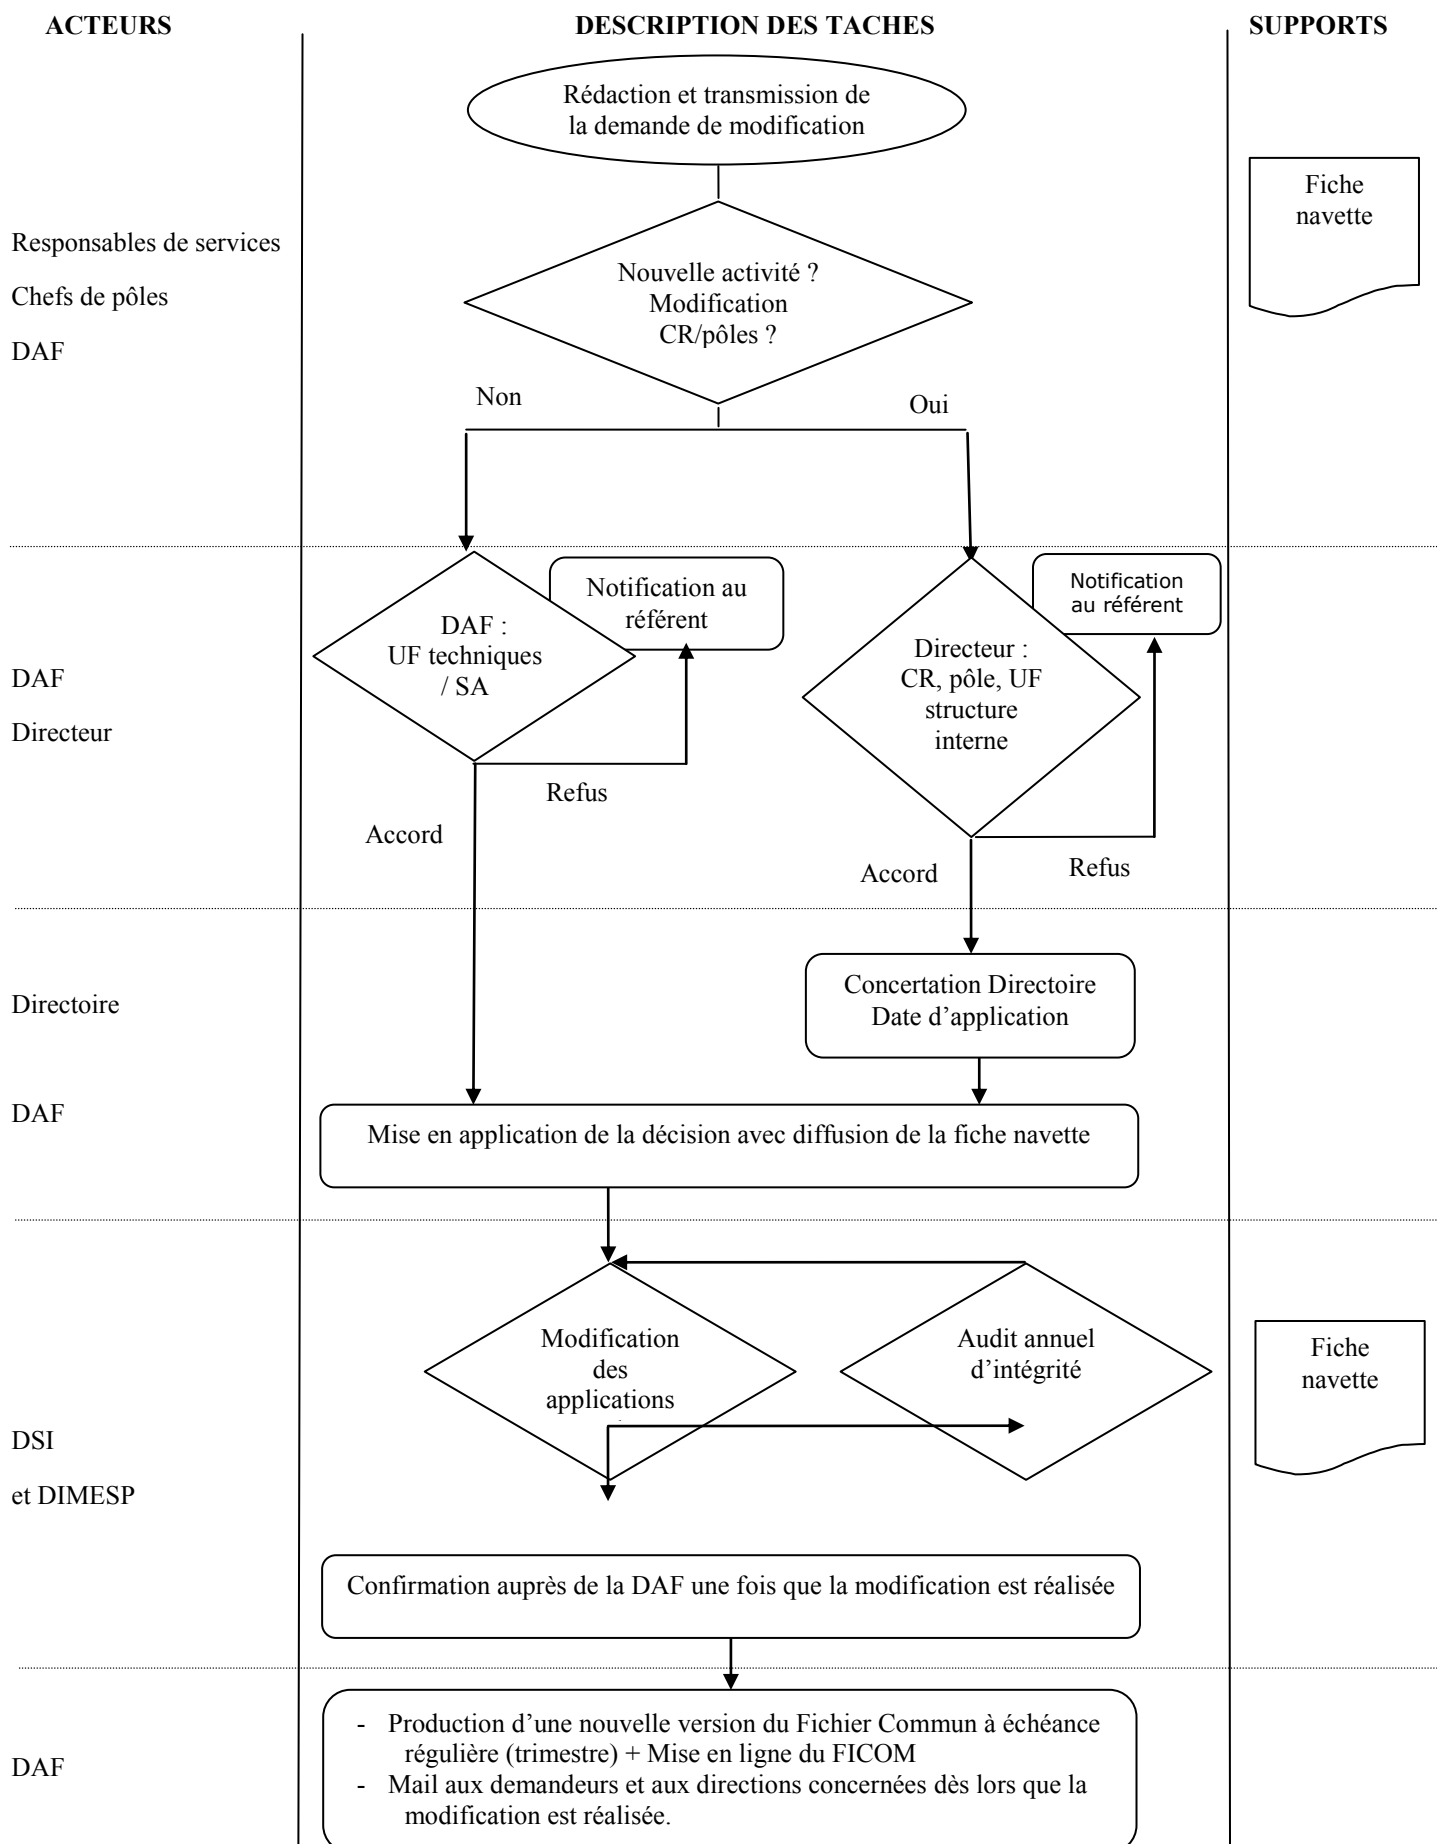 ACTEURS
DESCRIPTION DES TACHES
SUPPORTS
Rédaction et transmission de
la demande de modification
Fiche
navette
Responsables de services
Chefs de pôles
DAF
Nouvelle activité ?
Modification
CR/pôles ?
Non
Oui
DAF
Directeur
DAF :
UF techniques
/ SA
Notification au
référent
Directeur :
CR, pôle, UF
structure
interne
Notification
au référent
Refus
Accord
Accord
Refus
Directoire
Concertation Directoire
Date d’application
DAF
Mise en application de la décision avec diffusion de la fiche navette
Modification
des
applications
Audit annuel
d’intégrité
Fiche
navette
DSI
et DIMESP
Confirmation auprès de la DAF une fois que la modification est réalisée
DAF
- Production d’une nouvelle version du Fichier Commun à échéance
régulière (trimestre) + Mise en ligne du FICOM
- Mail aux demandeurs et aux directions concernées dès lors que la
modification est réalisée.